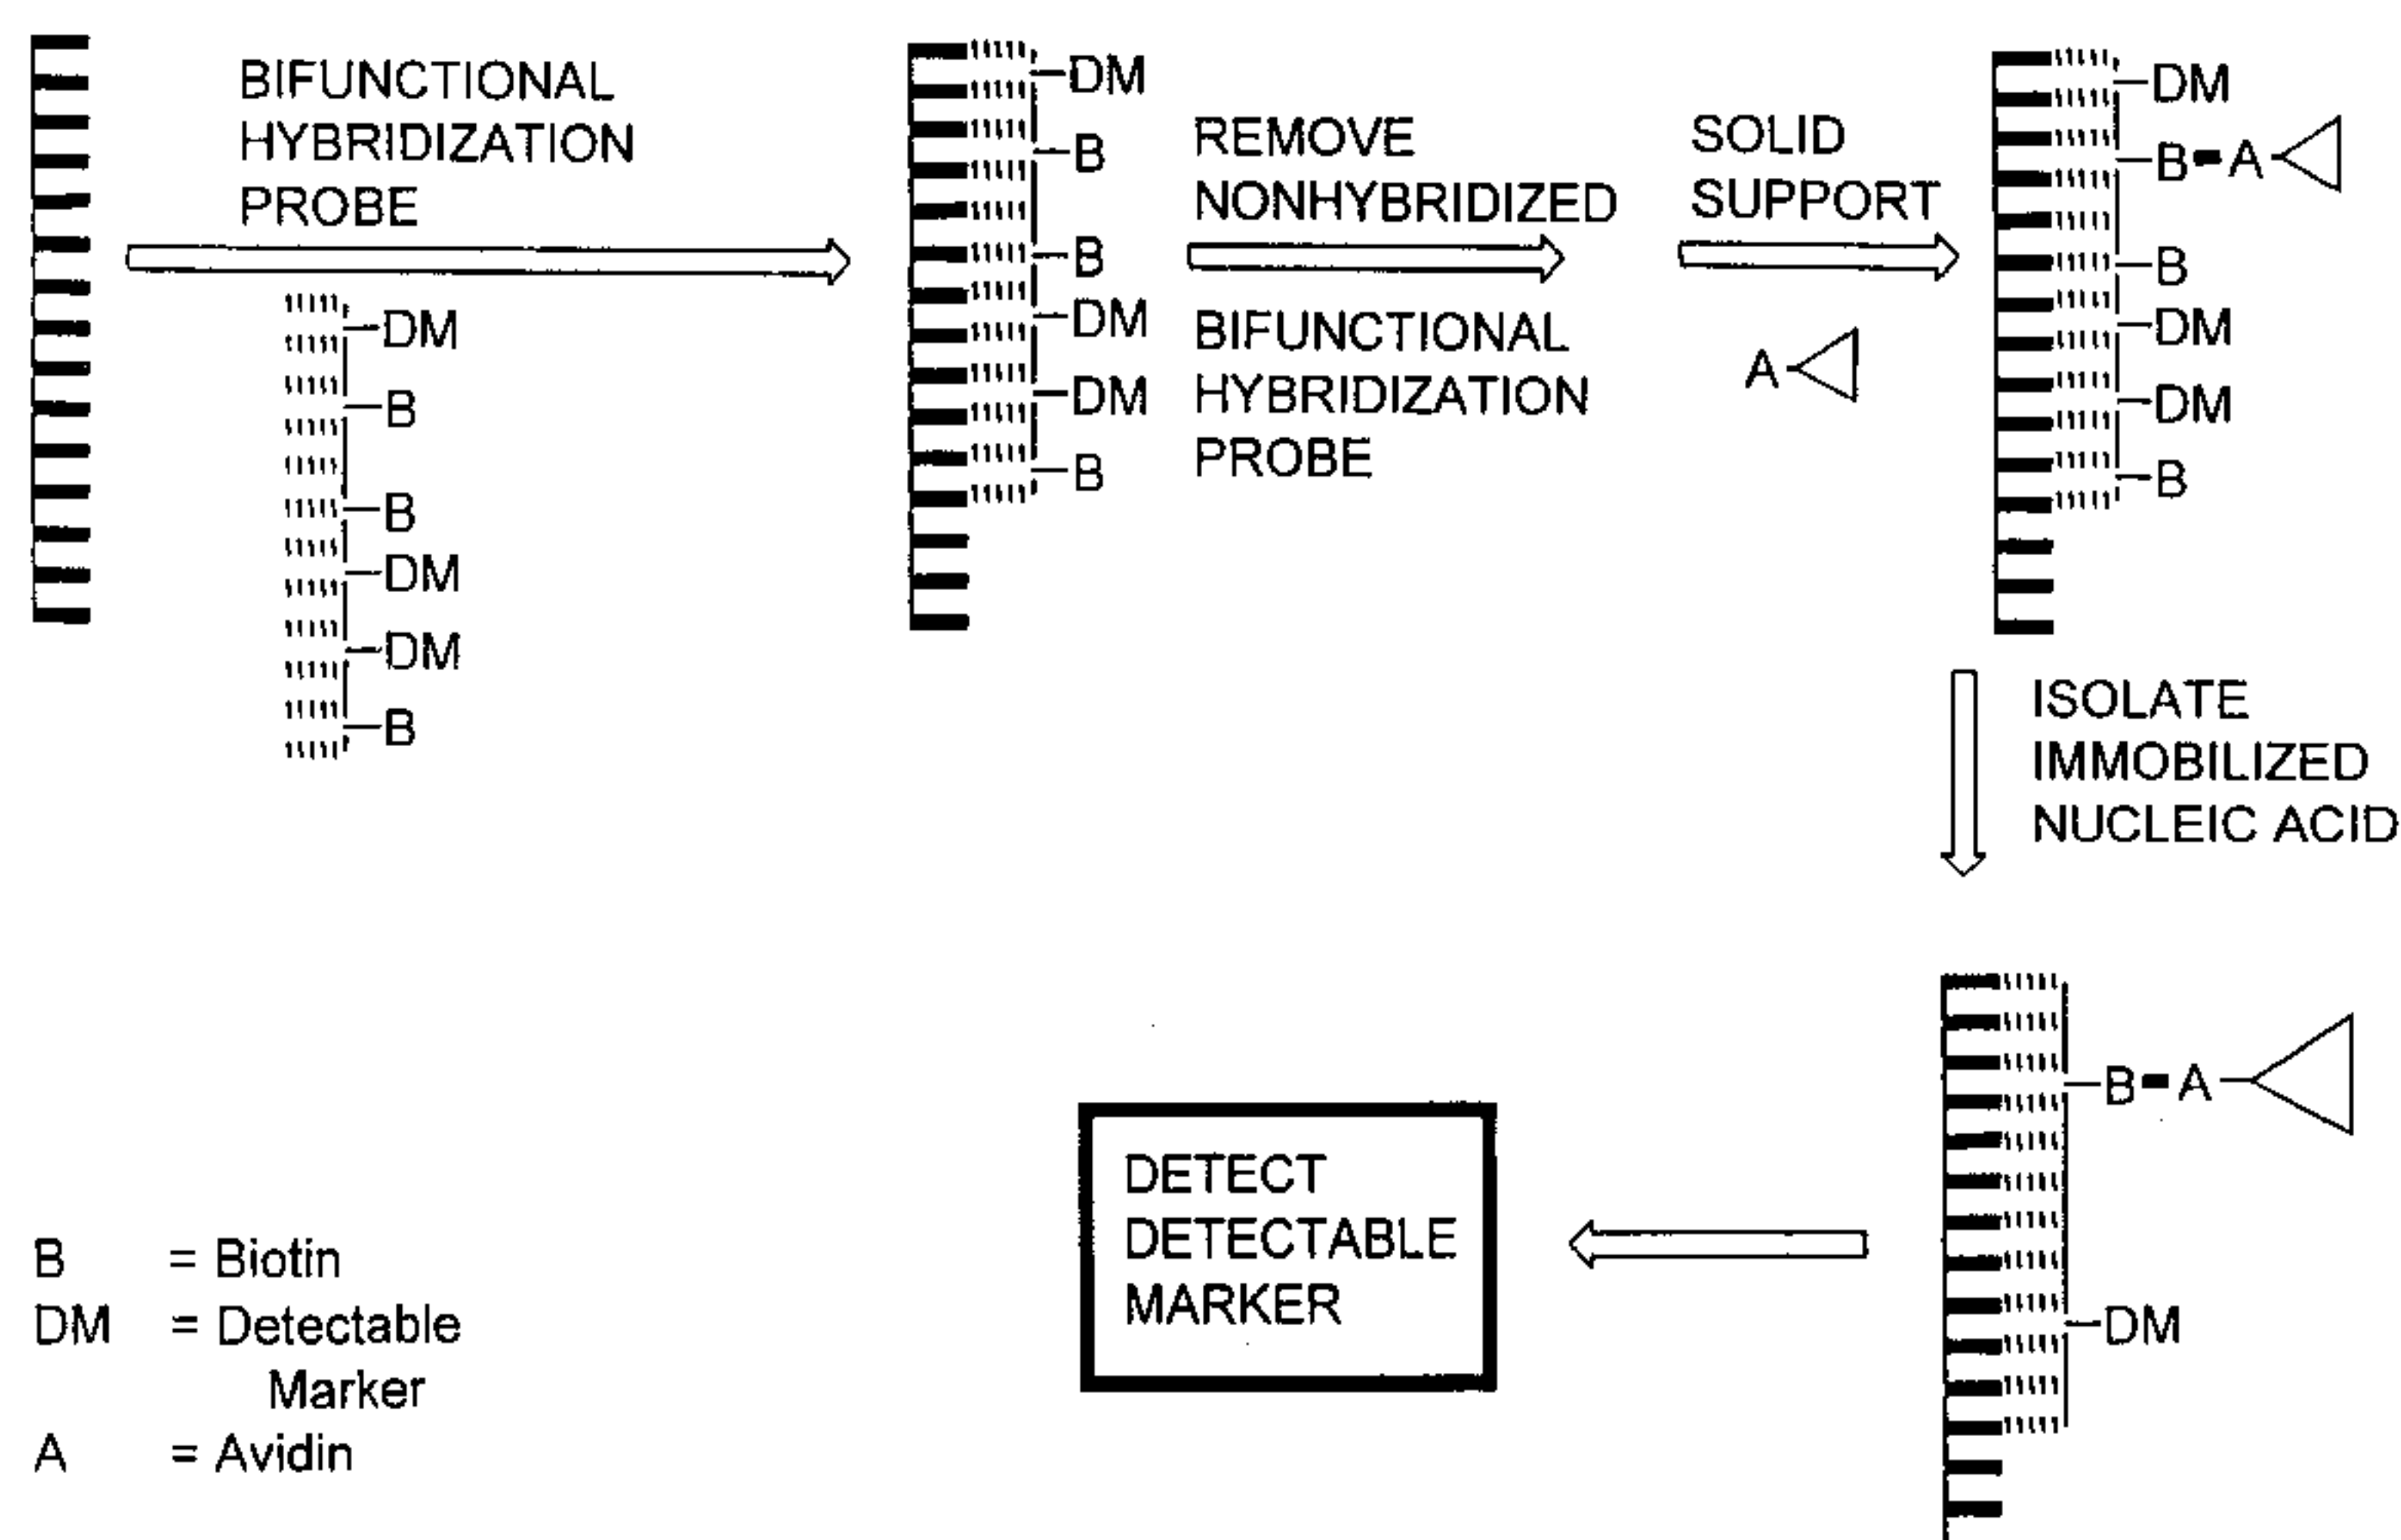 BIFUNCTIONAL
HYBRIDIZATION
PROBE
DM
B
B
DM
DM
B
DM
B
B
DM
DM
B
REMOVE
NONHYBRIDIZED
BIFUNCTIONAL
HYBRIDIZATION
PROBE
SOLID
SUPPORT
A
DM
B A
B
DM
DM
B
ISOLATE
IMMOBILIZED
NUCLEIC ACID
B A
DM
DETECT
DETECTABLE
MARKER
B = Biotin
DM = Detectable
Marker
A = Avidin